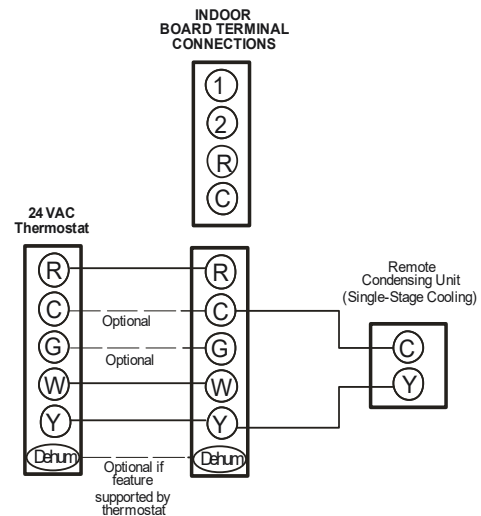 INDOOR
BOARD TERMINAL
CONNECTIONS
1
2
R
C
24 VAC
Thermostat
R
C
G
W
Y
Dehum
Optional
Optional
Optional if
feature
supported by
thermostat
R
C
G
W
Y
Dehum
Remote
Condensing Unit
(Single-Stage Cooling)
C
Y